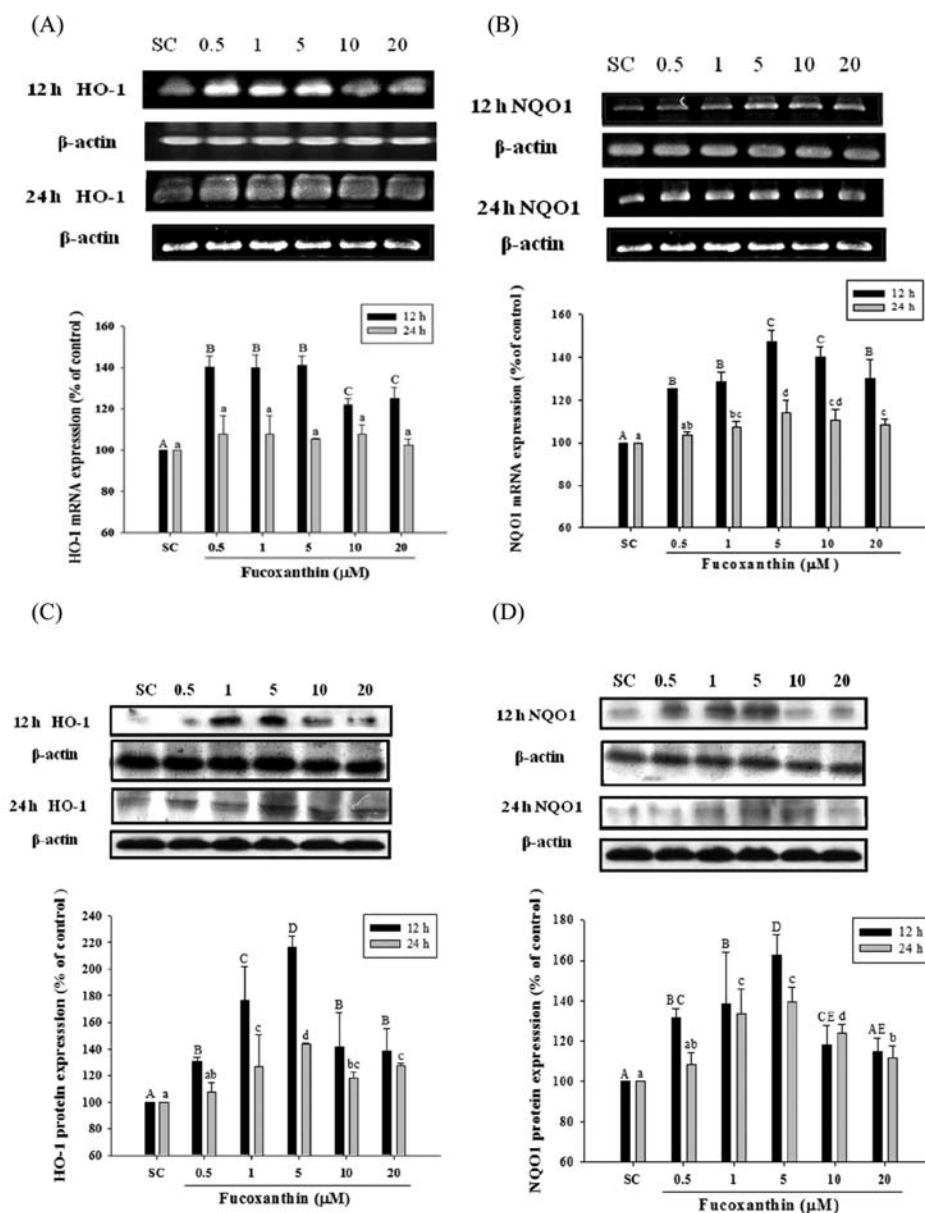 (A)
SC 0.5 1 5 10 20
12 h HO-1
β-actin
24 h HO-1
β-actin
160
140
120
100
80
60
HO-1 mRNA expresssion (% of control)
12 h
24 h
A a B a B a B a C a C a
SC 0.5 1 5 10 20
Fucoxanthin (μM)
(B)
SC 0.5 1 5 10 20
12 h NQO1
β-actin
24 h NQO1
β-actin
160
140
120
100
80
60
NQO1 mRNA expresssion (% of control)
12 h
24 h
A a B ab B bc C d C cd B c
SC 0.5 1 5 10 20
Fucoxanthin (μM)
(C)
SC 0.5 1 5 10 20
12 h HO-1
β-actin
24 h HO-1
β-actin
240
220
200
180
160
140
120
100
80
60
HO-1 protein expresssion (% of control)
12 h
24 h
A a B ab C c D d B bc B c
SC 0.5 1 5 10 20
Fucoxanthin (μM)
(D)
SC 0.5 1 5 10 20
12 h NQO1
β-actin
24 h NQO1
β-actin
180
160
140
120
100
80
60
NQO1 protein expression (% of control)
12 h
24 h
A a BC ab B c D c CE d AE b
SC 0.5 1 5 10 20
Fucoxanthin (μM)